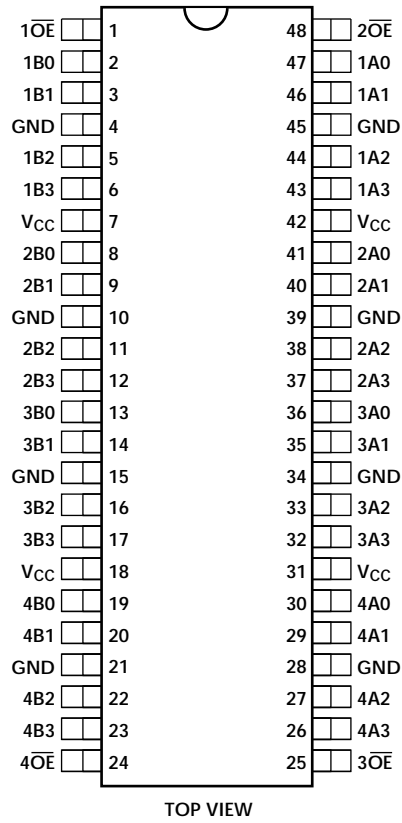 1O̅E̅ 1 48 2O̅E̅
1B0 2 47 1A0
1B1 3 46 1A1
GND 4 45 GND
1B2 5 44 1A2
1B3 6 43 1A3
VCC 7 42 VCC
2B0 8 41 2A0
2B1 9 40 2A1
GND 10 39 GND
2B2 11 38 2A2
2B3 12 37 2A3
3B0 13 36 3A0
3B1 14 35 3A1
GND 15 34 GND
3B2 16 33 3A2
3B3 17 32 3A3
VCC 18 31 VCC
4B0 19 30 4A0
4B1 20 29 4A1
GND 21 28 GND
4B2 22 27 4A2
4B3 23 26 4A3
4O̅E̅ 24 25 3O̅E̅
TOP VIEW